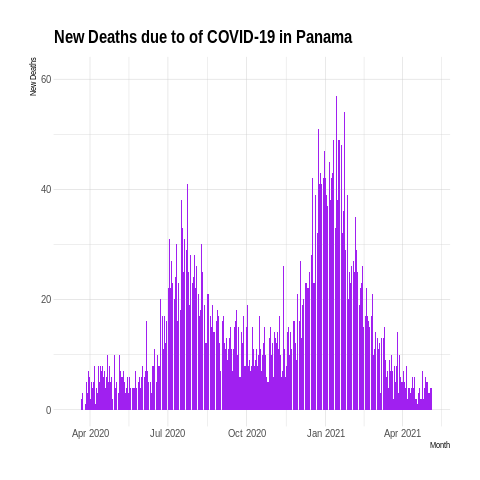 New Deaths due to of COVID-19 in Panama
New Deaths
60
40
20
0
Apr 2020 Jul 2020 Oct 2020 Jan 2021 Apr 2021
Month